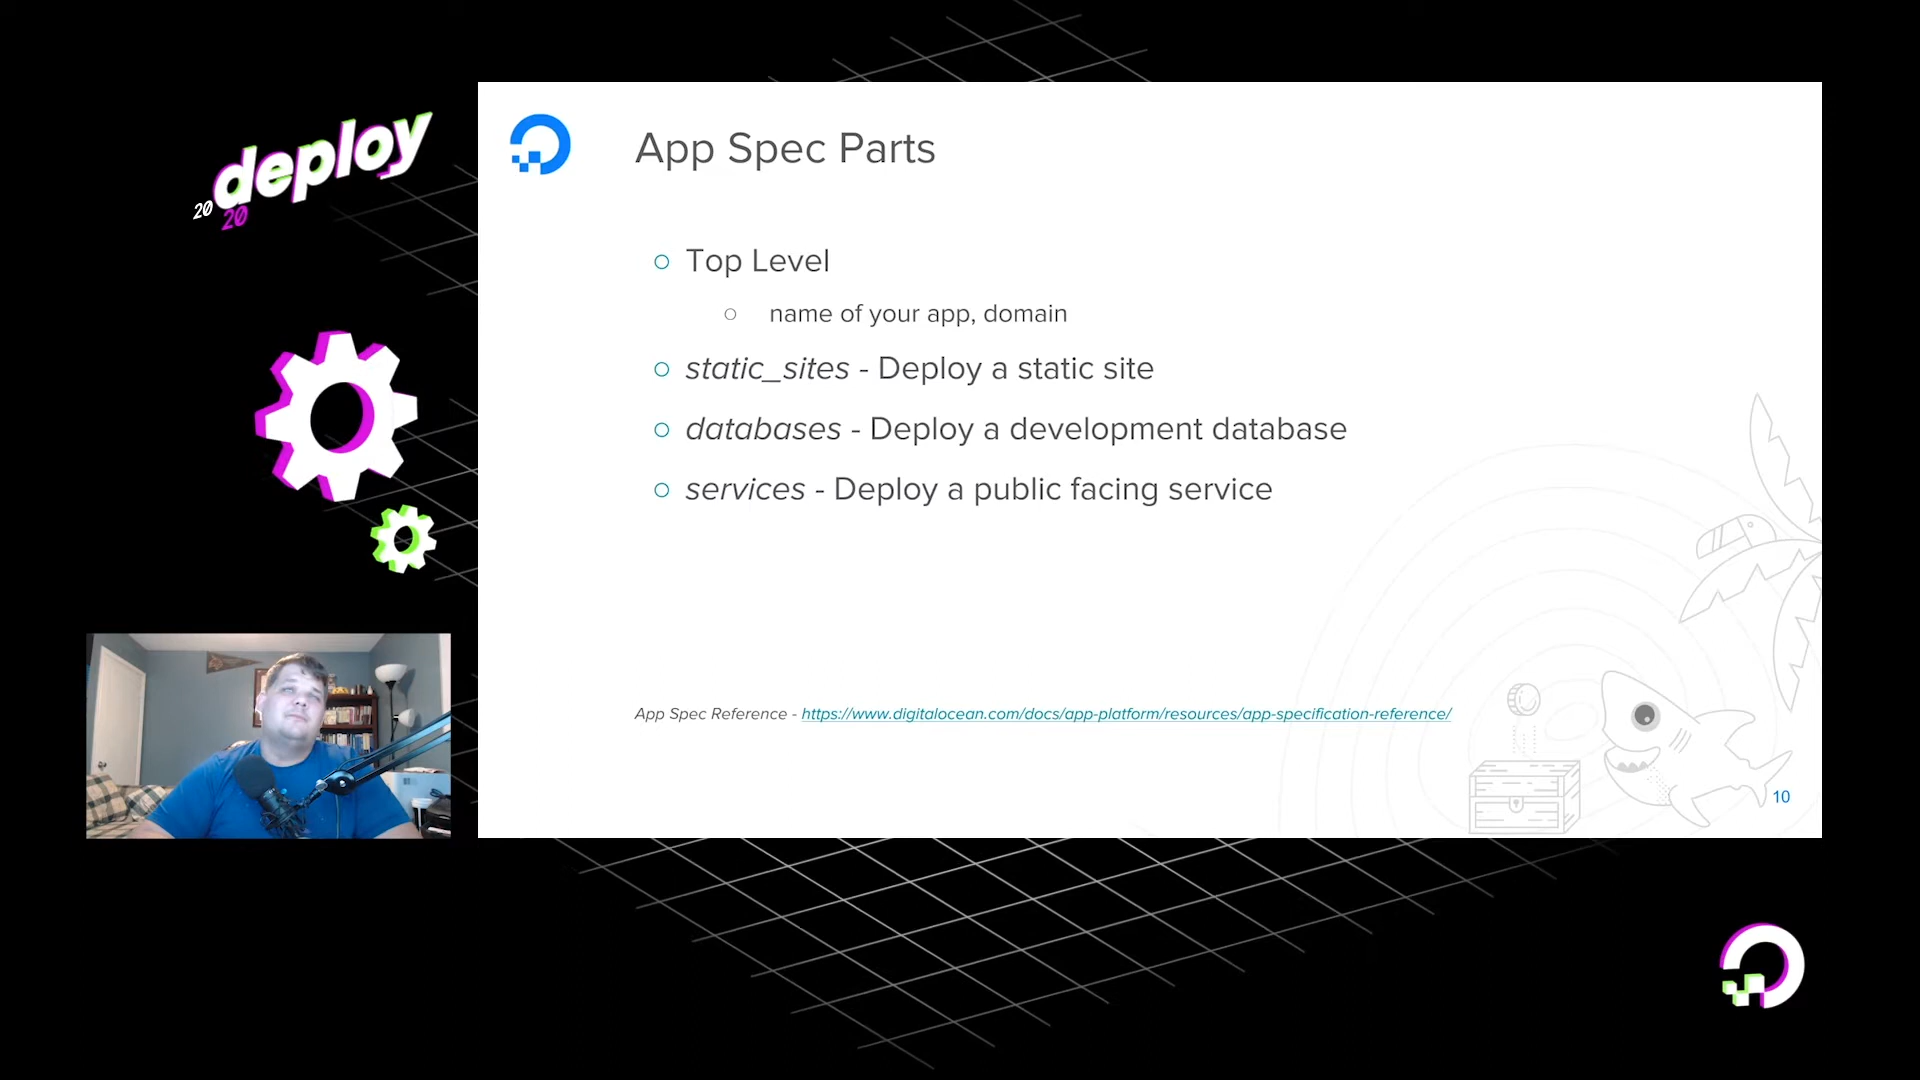 deploy
20
20
App Spec Parts
Top Level
name of your app, domain
static_sites - Deploy a static site
databases - Deploy a development database
services - Deploy a public facing service
App Spec Reference - https://www.digitalocean.com/docs/app-platform/resources/app-specification-reference/
10